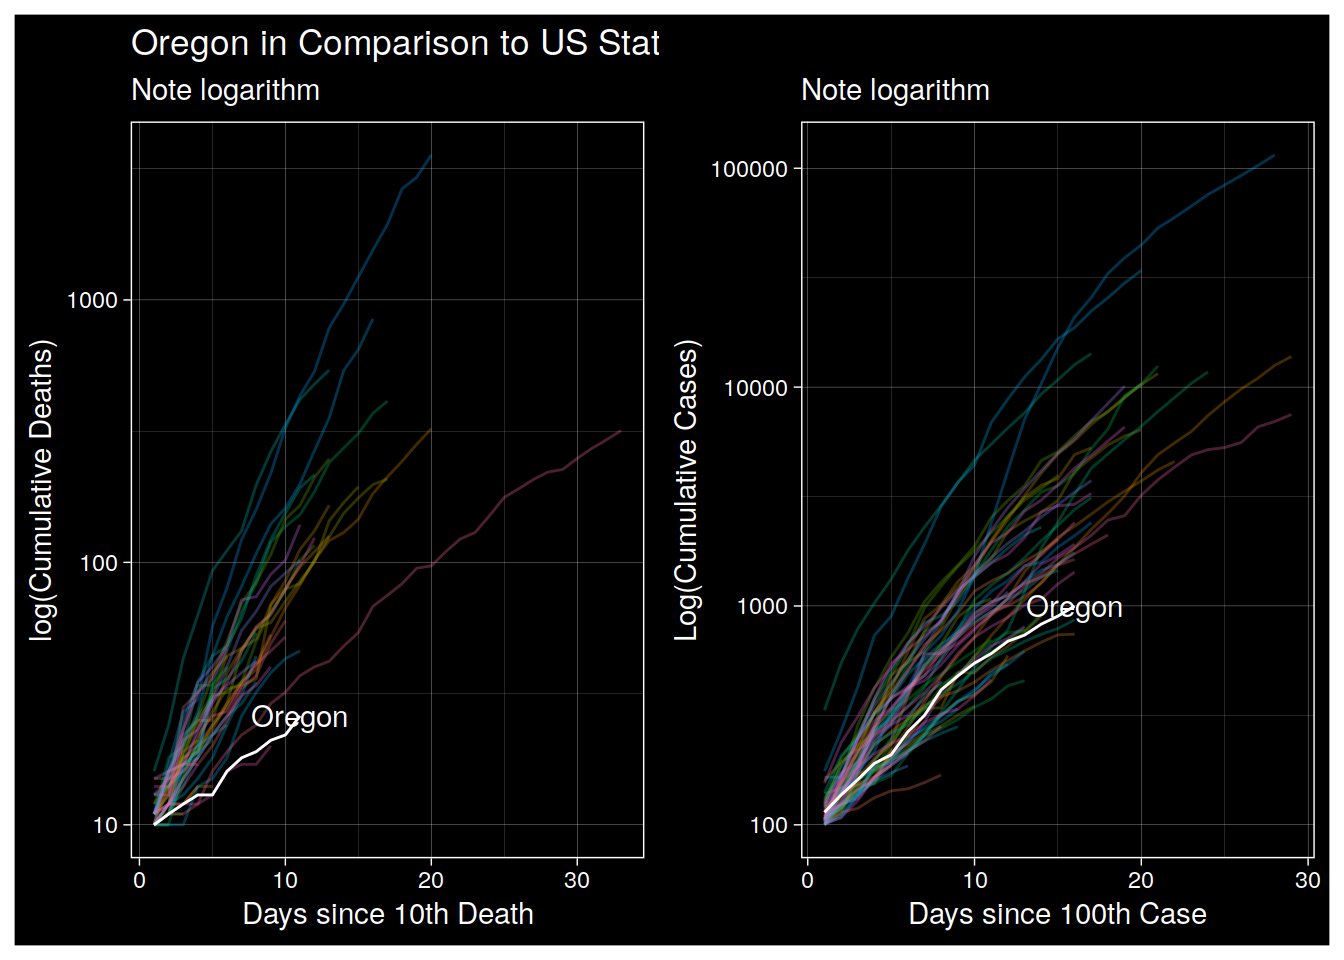 Oregon in Comparison to US Stat
Note logarithm
log(Cumulative Deaths)
1000
100
10
Oregon
0 10 20 30
Days since 10th Death
Note logarithm
Log(Cumulative Cases)
100000
10000
1000
100
Oregon
0 10 20 30
Days since 100th Case